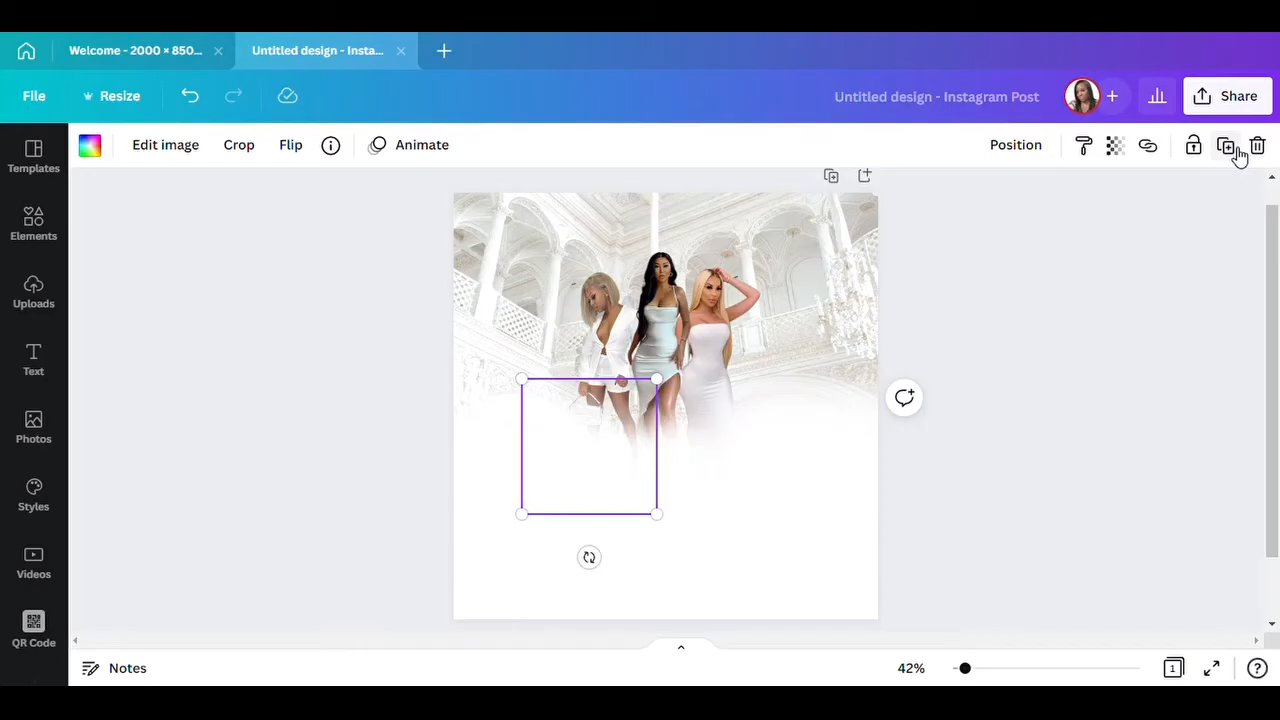 Welcome - 2000 × 850...
Untitled design - Insta...
File
Resize
Untitled design - Instagram Post
Share
Edit image
Crop
Flip
Animate
Position
Templates
Elements
Uploads
Text
Photos
Styles
Videos
QR Code
Notes
42%
1